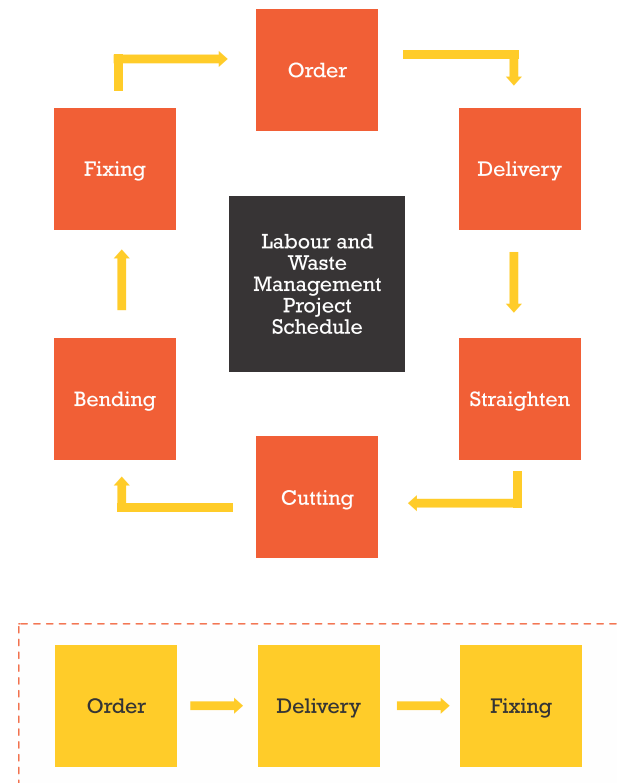 Order
Delivery
Fixing
Labour and
Waste
Management
Project
Schedule
Bending
Straighten
Cutting
Order
Delivery
Fixing